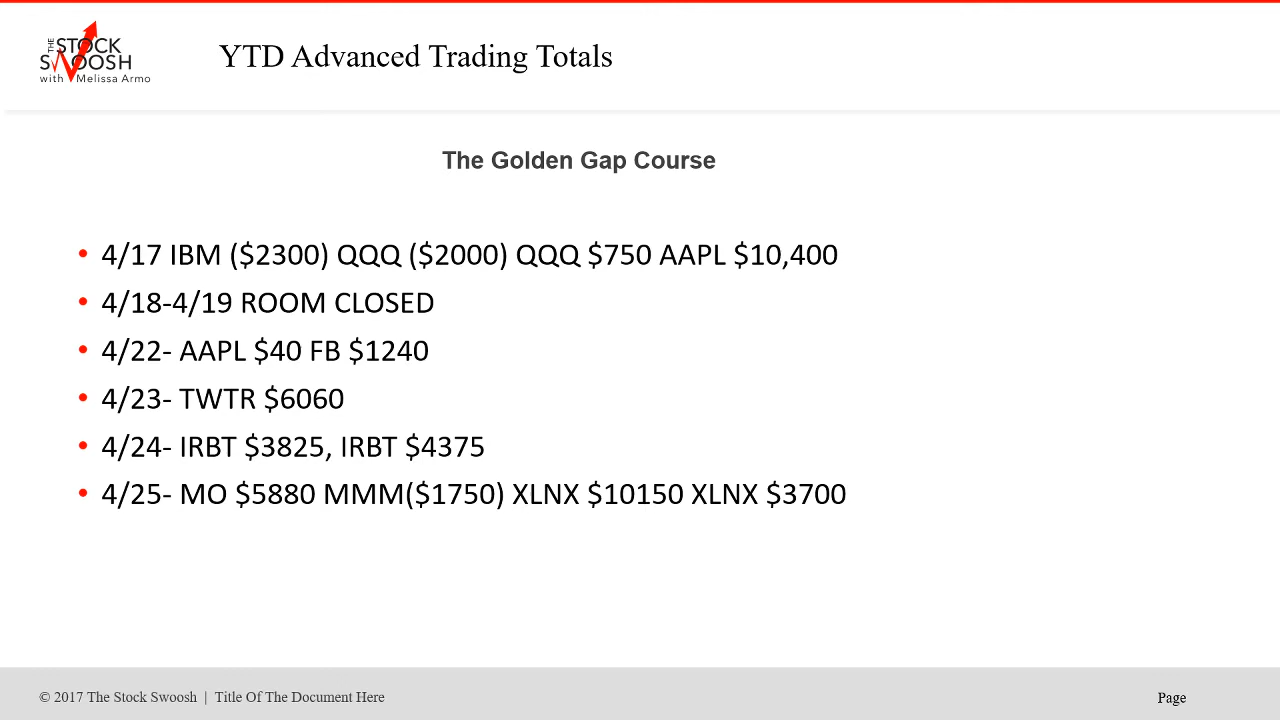 THE STOCK
SWOOSH
with Melissa Armo
YTD Advanced Trading Totals
The Golden Gap Course
• 4/17 IBM ($2300) QQQ ($2000) QQQ $750 AAPL $10,400
• 4/18-4/19 ROOM CLOSED
• 4/22- AAPL $40 FB $1240
• 4/23- TWTR $6060
• 4/24- IRBT $3825, IRBT $4375
• 4/25- MO $5880 MMM($1750) XLNX $10150 XLNX $3700
© 2017 The Stock Swoosh | Title Of The Document Here
Page